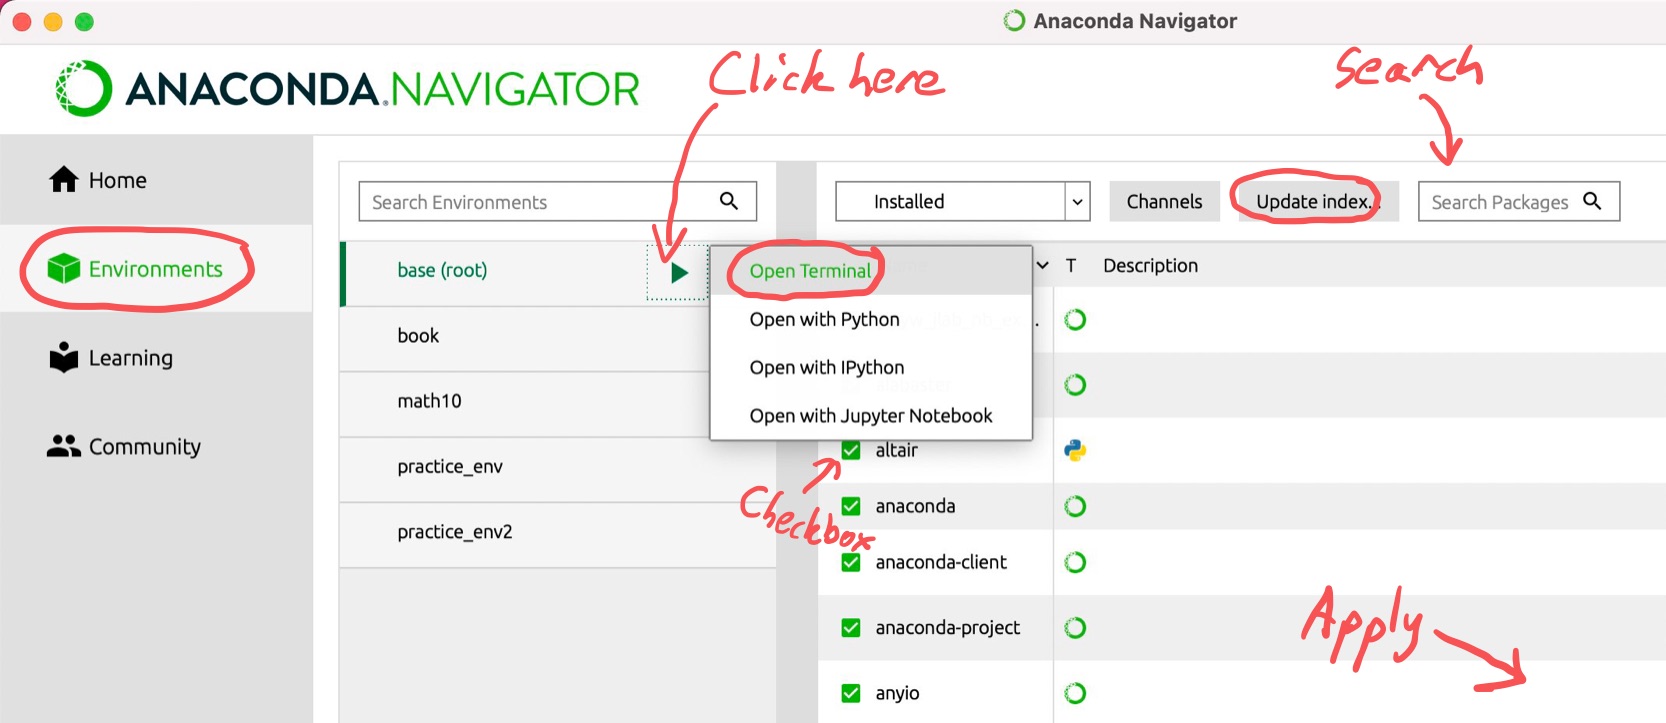 Anaconda Navigator
ANACONDA.NAVIGATOR
Click here
Search
Home
Environments
Learning
Community
Search Environments
base (root)
book
math10
practice_env
practice_env2
Installed
Channels
Update index...
Search Packages
Open Terminal
Open with Python
Open with IPython
Open with Jupyter Notebook
T Description
altair
Checkbox
anaconda
anaconda-client
anaconda-project
anyio
Apply